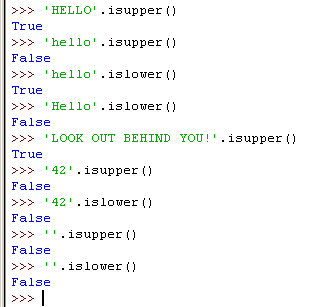 >>> 'HELLO'.isupper()
True
>>> 'hello'.isupper()
False
>>> 'hello'.islower()
True
>>> 'Hello'.islower()
False
>>> 'LOOK OUT BEHIND YOU!'.isupper()
True
>>> '42'.isupper()
False
>>> '42'.islower()
False
>>> ''.isupper()
False
>>> ''.islower()
False
>>>